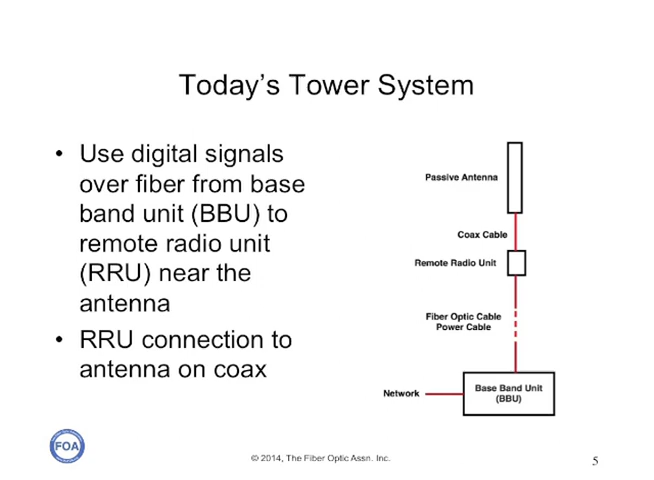 Today's Tower System
• Use digital signals
over fiber from base
band unit (BBU) to
remote radio unit
(RRU) near the
antenna
• RRU connection to
antenna on coax
Passive Antenna
Coax Cable
Remote Radio Unit
Fiber Optic Cable
Power Cable
Network
Base Band Unit
(BBU)
FOA
© 2014, The Fiber Optic Assn. Inc.
5